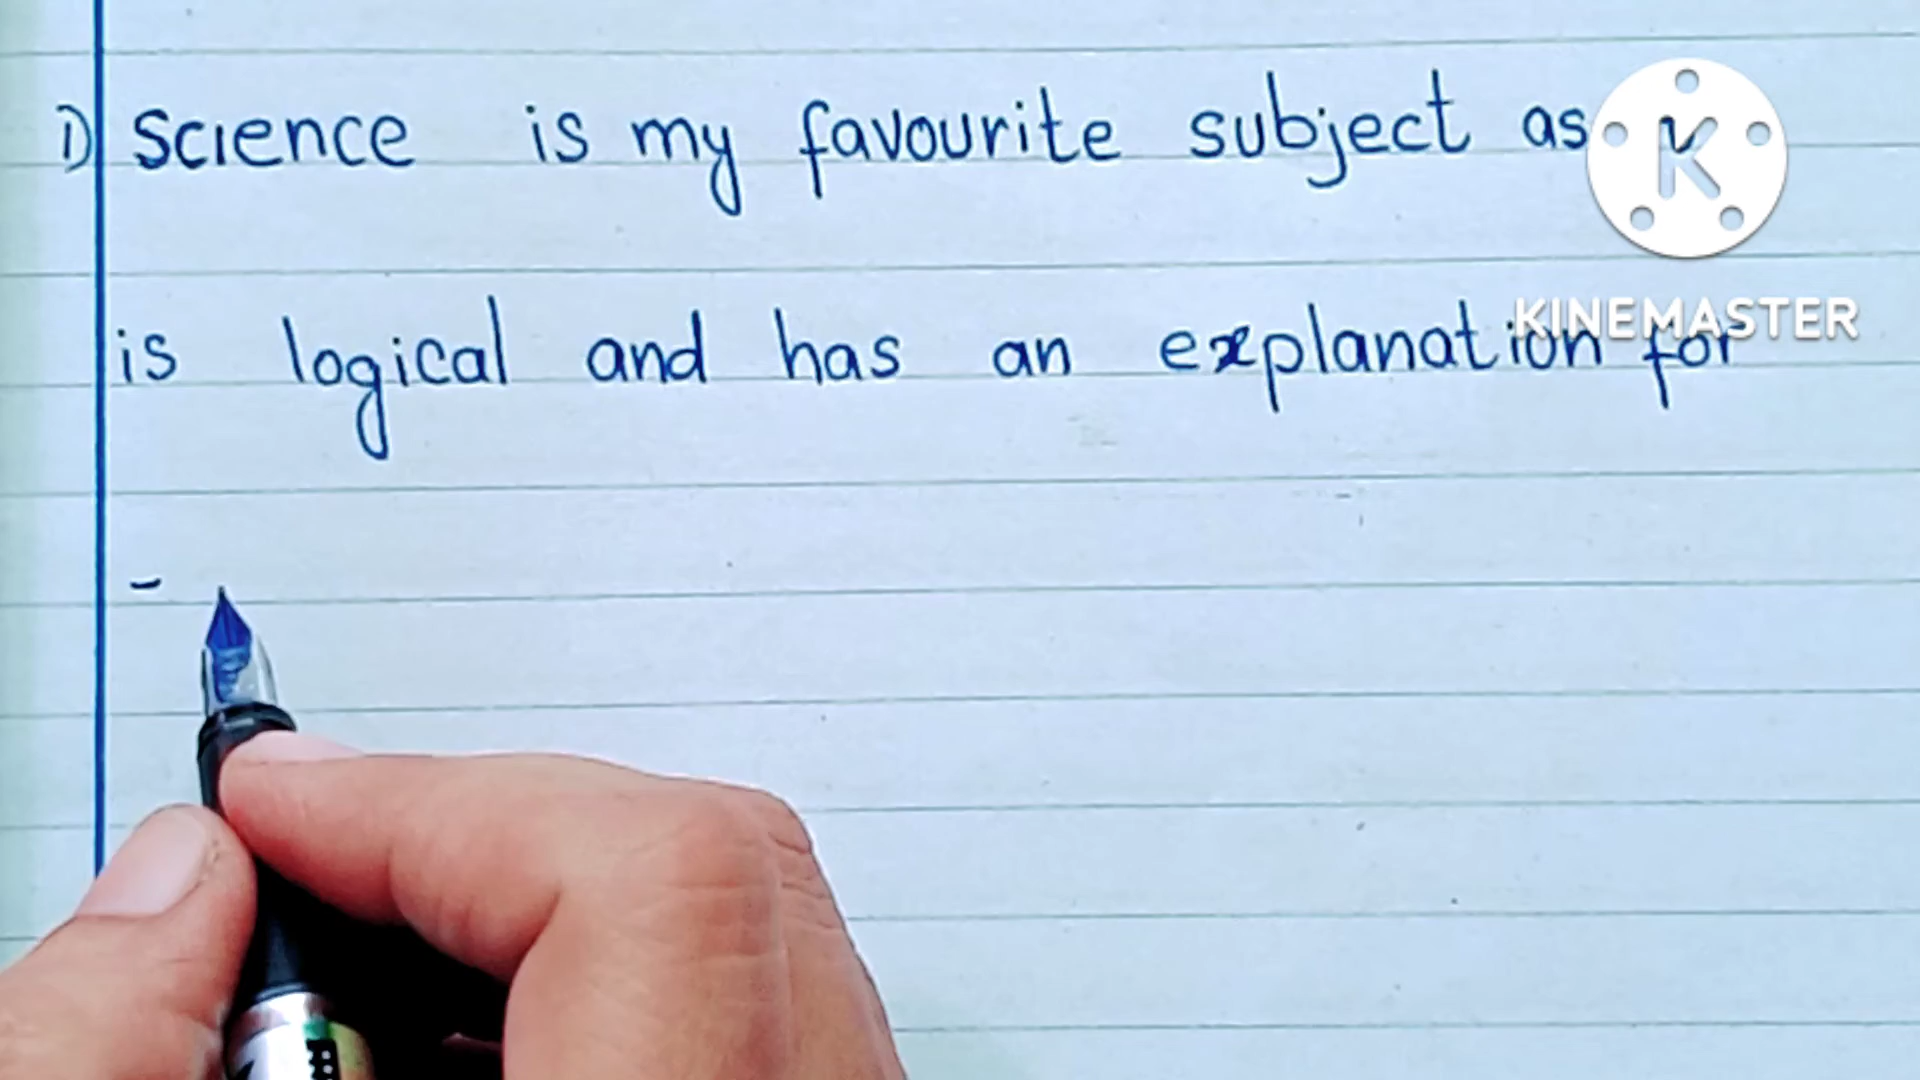 1) Science is my favourite subject as
KINEMASTER
is logical and has an explanation for